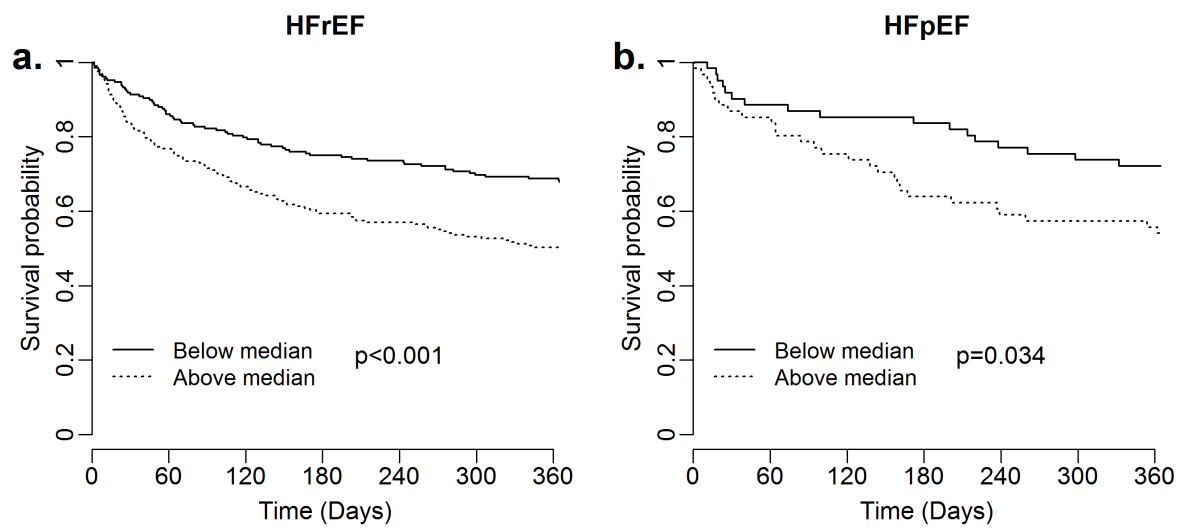 a.
HFrEF
Survival probability
1
0.8
0.6
0.4
0.2
0
Below median
Above median
p<0.001
0 60 120 180 240 300 360
Time (Days)
b.
HFpEF
Survival probability
1
0.8
0.6
0.4
0.2
0
Below median
Above median
p=0.034
0 60 120 180 240 300 360
Time (Days)